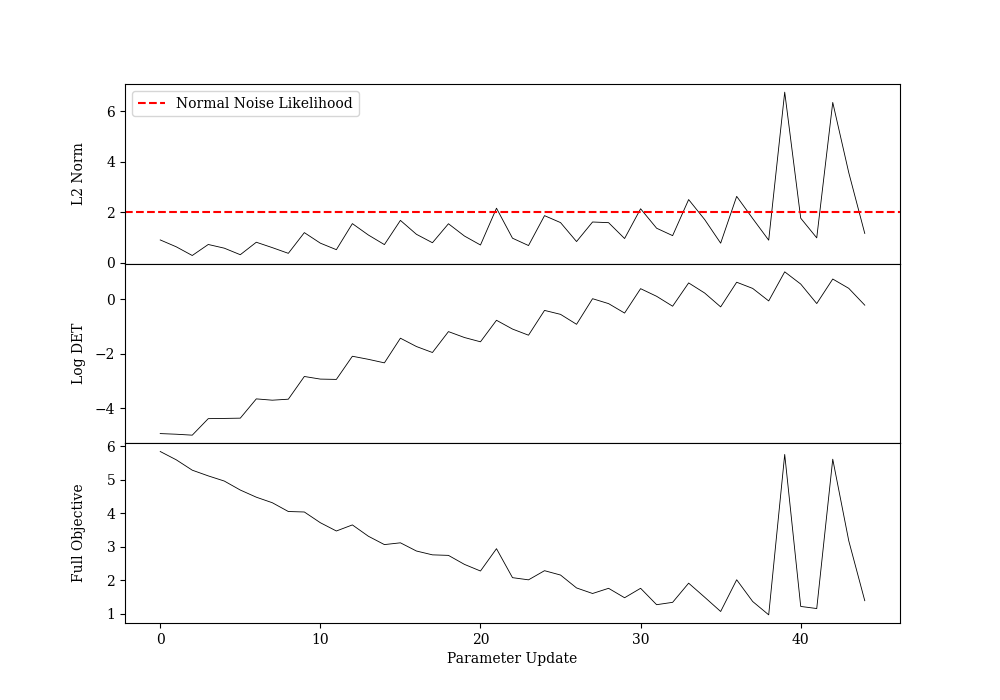 Normal Noise Likelihood
L2 Norm
6
4
2
0
Log DET
0
−2
−4
Full Objective
6
5
4
3
2
1
0 10 20 30 40
Parameter Update